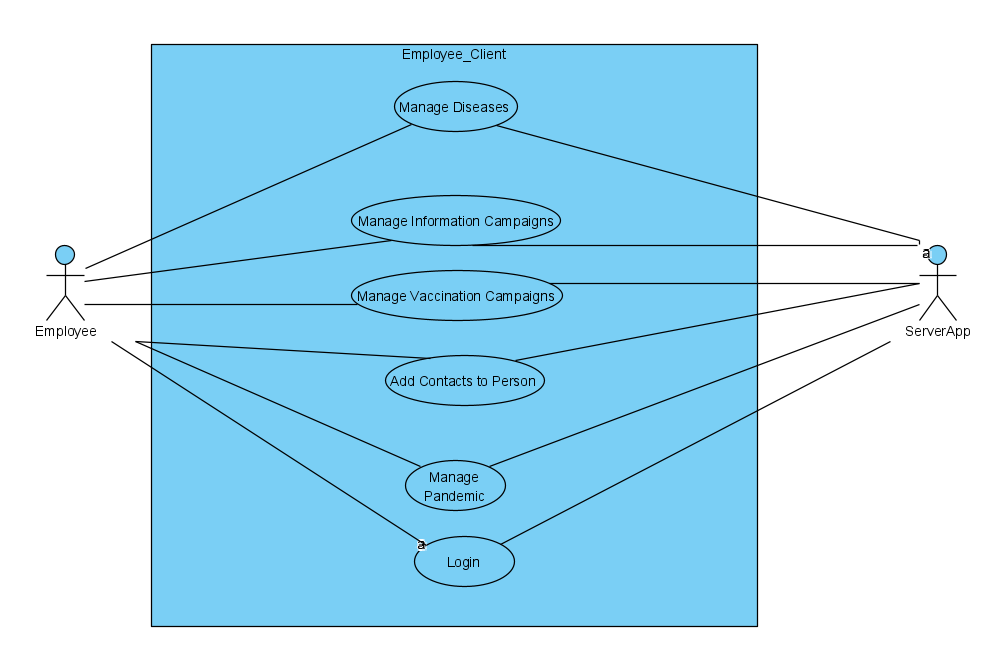 Employee_Client
Manage Diseases
Manage Information Campaigns
Manage Vaccination Campaigns
Employee
ServerApp
Add Contacts to Person
Manage
Pandemic
Login